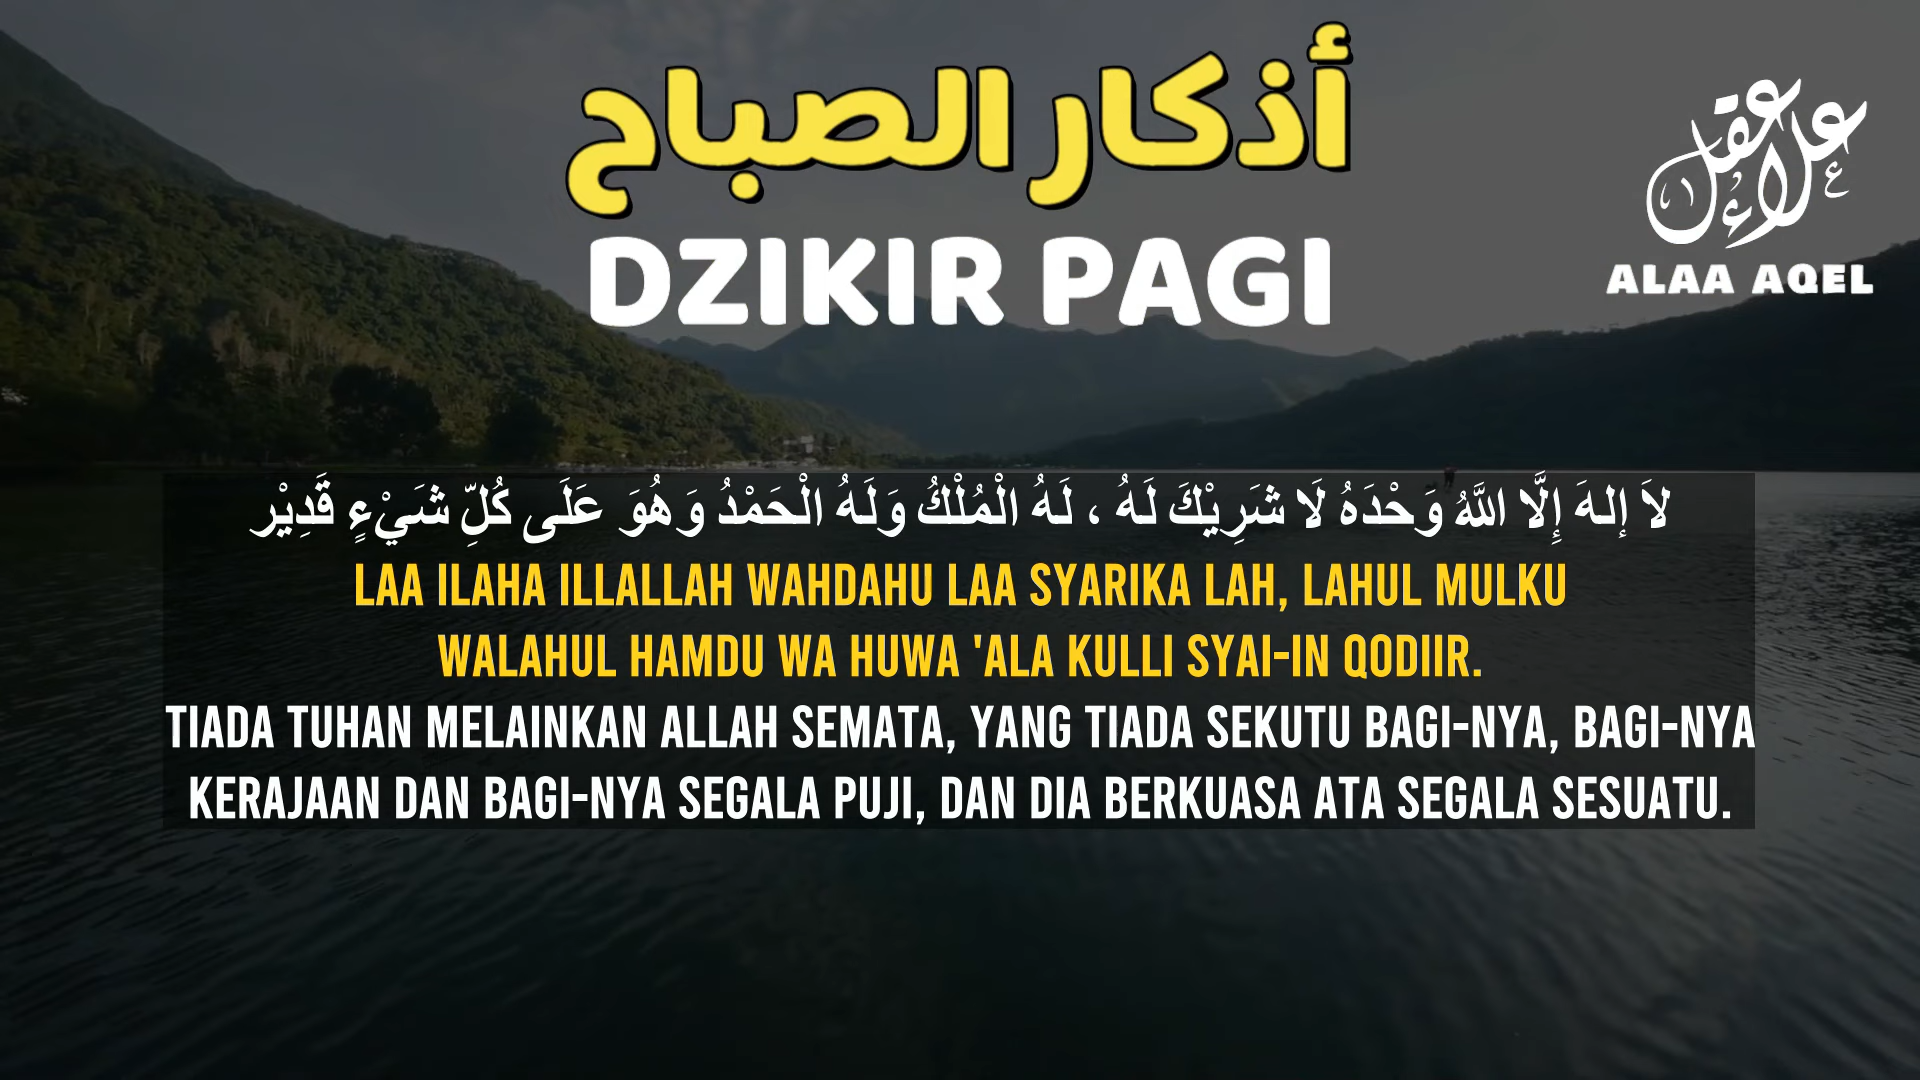 أذكار الصباح
DZIKIR PAGI
علاء عقل
ALAA AQEL
لاَ إلهَ إِلَّا اللَّهُ وَحْدَهُ لَا شَرِيْكَ لَهُ ، لَهُ الْمُلْكُ وَلَهُ الْحَمْدُ وَهُوَ عَلَى كُلِّ شَيْءٍ قَدِيْر
LAA ILAHA ILLALLAH WAHDAHU LAA SYARIKA LAH, LAHUL MULKU
WALAHUL HAMDU WA HUWA 'ALA KULLI SYAI-IN QODIIR.
TIADA TUHAN MELAINKAN ALLAH SEMATA, YANG TIADA SEKUTU BAGI-NYA, BAGI-NYA
KERAJAAN DAN BAGI-NYA SEGALA PUJI, DAN DIA BERKUASA ATA SEGALA SESUATU.